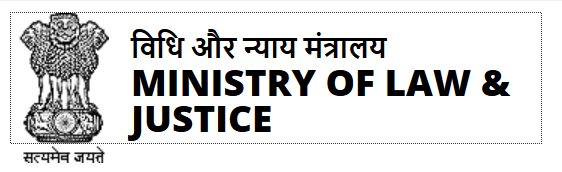 विधि और न्याय मंत्रालय
MINISTRY OF LAW &
JUSTICE
सत्यमेव जयते